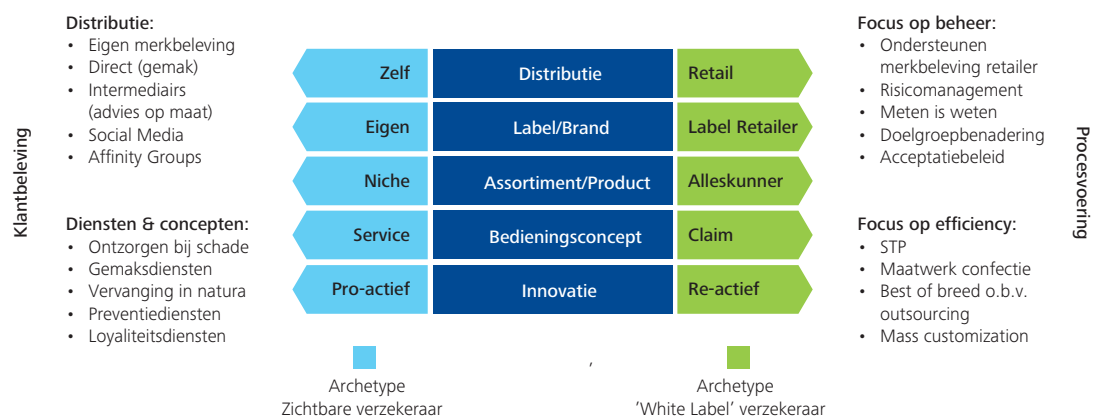 Klantbeleving
Distributie:
• Eigen merkbeleving
• Direct (gemak)
• Intermediairs
(advies op maat)
• Social Media
• Affinity Groups
Diensten & concepten:
• Ontzorgen bij schade
• Gemaksdiensten
• Vervanging in natura
• Preventiediensten
• Loyaliteitsdiensten
Zelf Distributie Retail
Eigen Label/Brand Label Retailer
Niche Assortiment/Product Alleskunner
Service Bedieningsconcept Claim
Pro-actief Innovatie Re-actief
Focus op beheer:
• Ondersteunen
merkbeleving retailer
• Risicomanagement
• Meten is weten
• Doelgroepbenadering
• Acceptatiebeleid
Focus op efficiency:
• STP
• Maatwerk confectie
• Best of breed o.b.v.
outsourcing
• Mass customization
Procesvoering
,
Archetype
Zichtbare verzekeraar
Archetype
'White Label' verzekeraar